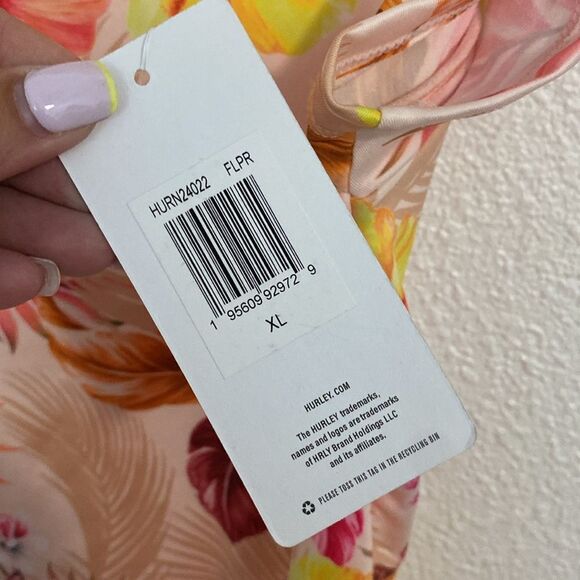 HURN24022 FLPR
1 95609 92972 9
XL
HURLEY.COM
The HURLEY trademarks,
names and logos are trademarks
of HRLY Brand Holdings LLC
and its affiliates.
PLEASE TOSS THIS TAG IN THE RECYCLING BIN